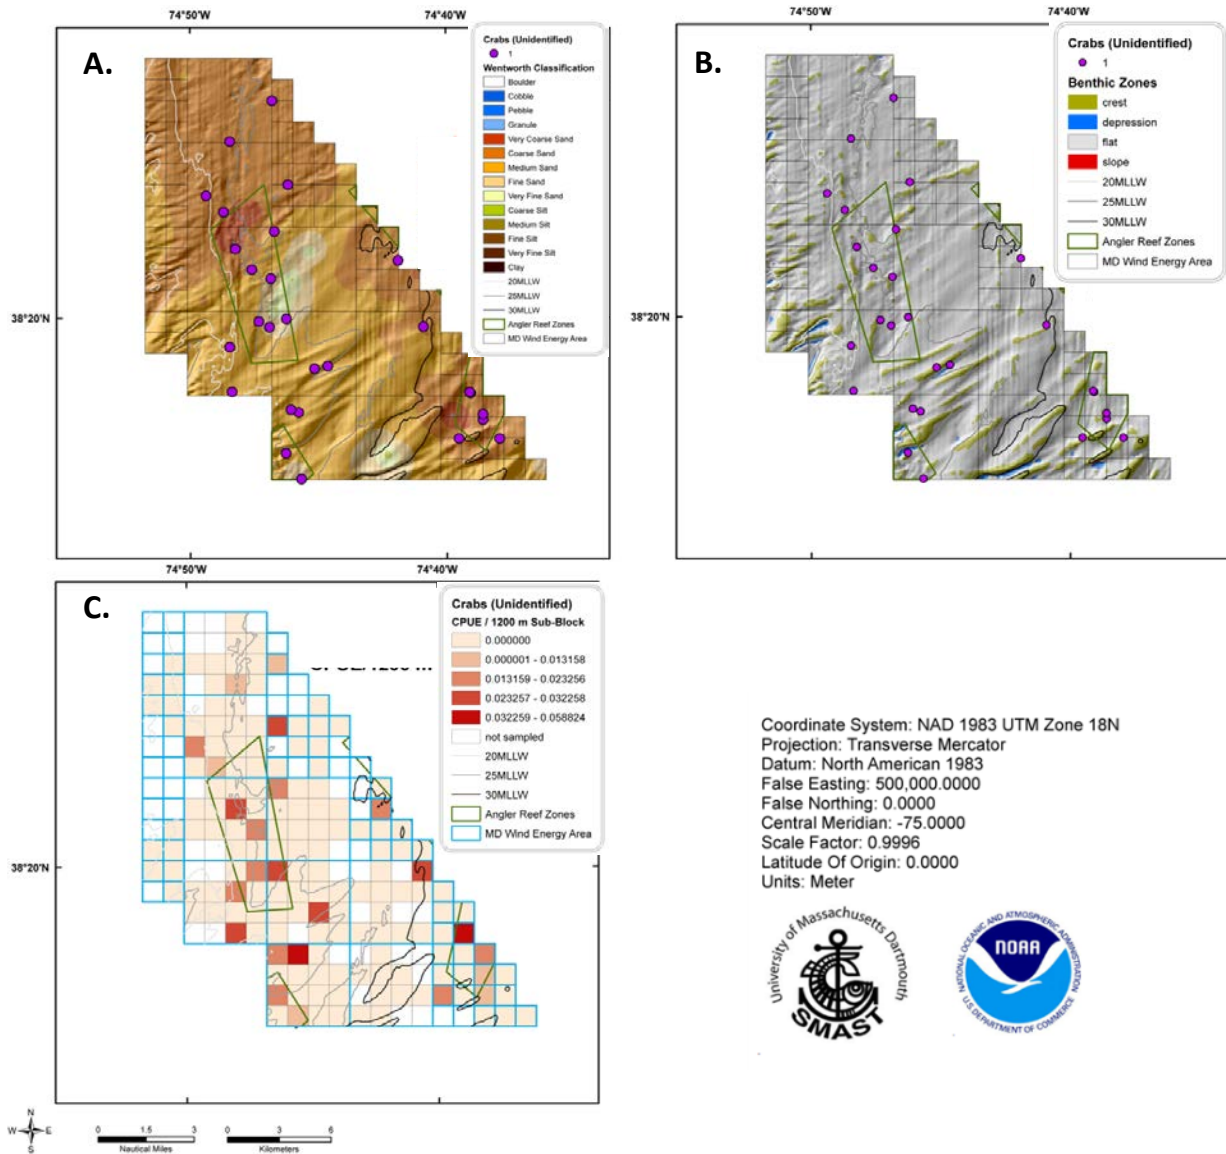 74°50'W
74°40'W
A.
Crabs (Unidentified)
1
Wentworth Classification
Boulder
Cobble
Pebble
Granule
Very Coarse Sand
Coarse Sand
Medium Sand
Fine Sand
Very Fine Sand
Coarse Silt
Medium Silt
Fine Silt
Very Fine Silt
Clay
20MLLW
25MLLW
30MLLW
Angler Reef Zones
MD Wind Energy Area
38°20'N
74°50'W
74°40'W
74°50'W
74°40'W
B.
Crabs (Unidentified)
1
Benthic Zones
crest
depression
flat
slope
20MLLW
25MLLW
30MLLW
Angler Reef Zones
MD Wind Energy Area
38°20'N
74°50'W
74°40'W
C.
Crabs (Unidentified)
CPUE / 1200 m Sub-Block
0.000000
0.000001 - 0.013158
0.013159 - 0.023256
0.023257 - 0.032258
0.032259 - 0.058824
not sampled
20MLLW
25MLLW
30MLLW
Angler Reef Zones
MD Wind Energy Area
38°20'N
N
W
E
S
0 1.5 3
Nautical Miles
0 3 6
Kilometers
Coordinate System: NAD 1983 UTM Zone 18N
Projection: Transverse Mercator
Datum: North American 1983
False Easting: 500,000.0000
False Northing: 0.0000
Central Meridian: -75.0000
Scale Factor: 0.9996
Latitude Of Origin: 0.0000
Units: Meter
University of Massachusetts Dartmouth
SMAST
NATIONAL OCEANIC AND ATMOSPHERIC ADMINISTRATION
NOAA
U.S. DEPARTMENT OF COMMERCE